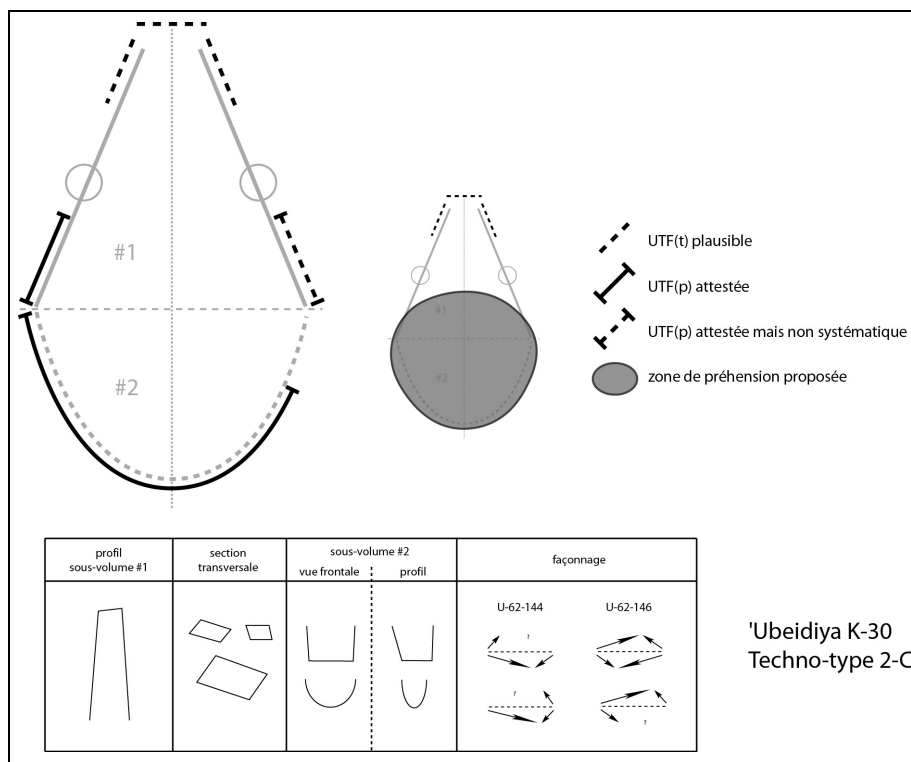 #1
#2
#1
#2
UTF(t) plausible
UTF(p) attestée
UTF(p) attestée mais non systématique
zone de préhension proposée
profil
sous-volume #1
section
transversale
sous-volume #2
vue frontale
profil
façonnage
U-62-144
U-62-146
?
?
?
'Ubeidiya K-30
Techno-type 2-C